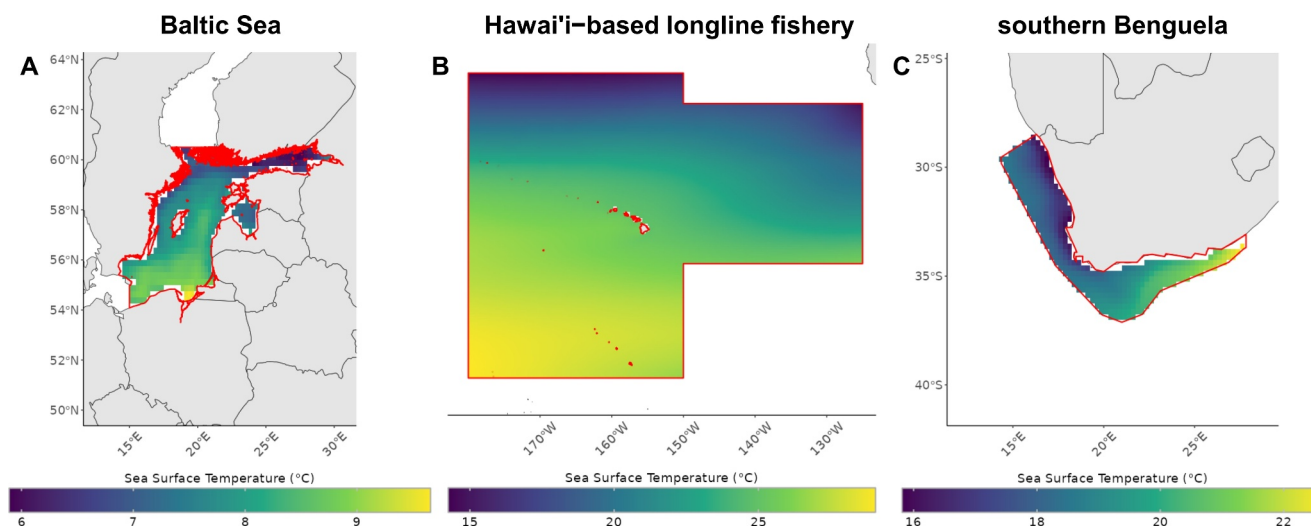 Baltic Sea
Hawai'i−based longline fishery
southern Benguela
A
B
C
64°N
62°N
60°N
58°N
56°N
54°N
52°N
50°N
15°E
20°E
25°E
30°E
170°W
160°W
150°W
140°W
130°W
25°S
30°S
35°S
40°S
15°E
20°E
25°E
Sea Surface Temperature (°C)
6 7 8 9
Sea Surface Temperature (°C)
15 20 25
Sea Surface Temperature (°C)
16 18 20 22